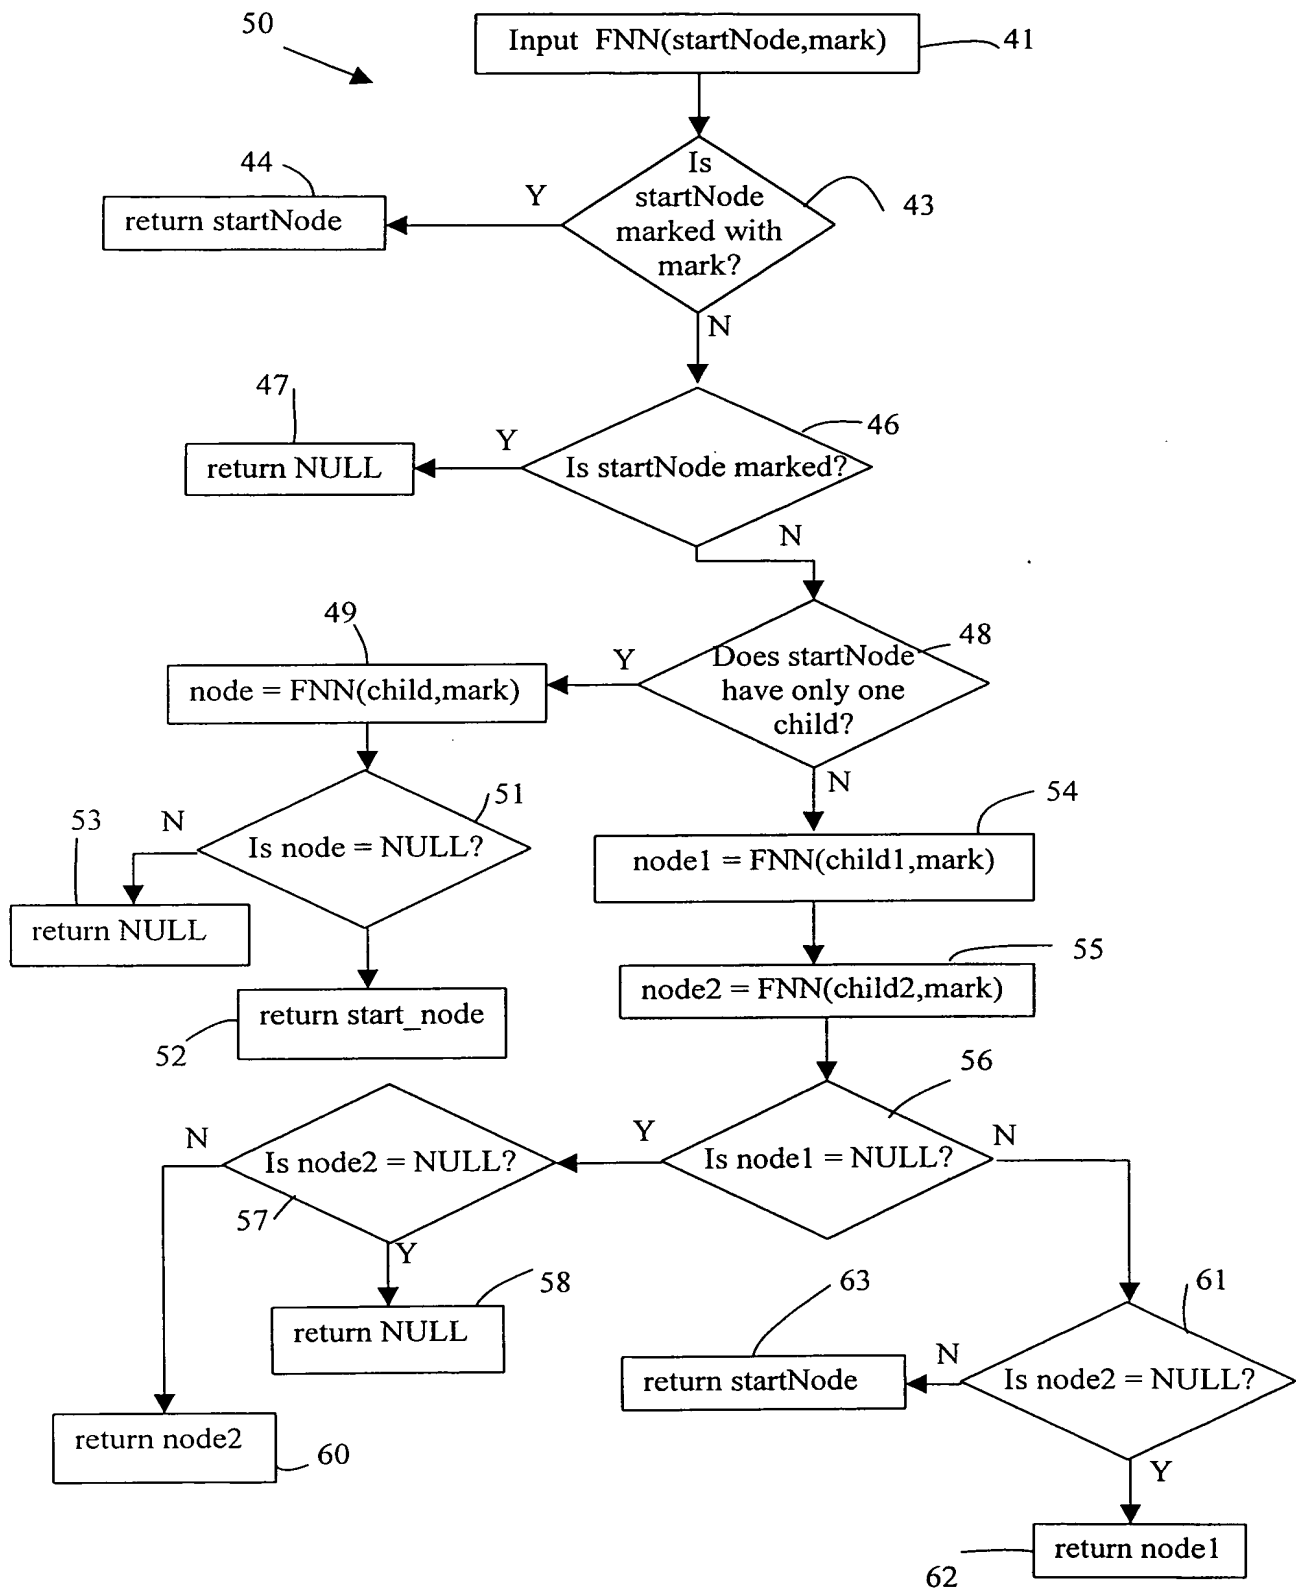 50
Input FNN(startNode,mark)
41
44
Is
startNode
marked with
mark?
Y
43
return startNode
N
47
46
Y
Is startNode marked?
return NULL
N
49
48
Y
Does startNode
have only one
child?
node = FNN(child,mark)
N
51
54
53
N
Is node = NULL?
node1 = FNN(child1,mark)
return NULL
55
node2 = FNN(child2,mark)
return start_node
52
56
N
Y
N
Is node2 = NULL?
Is node1 = NULL?
57
Y
58
63
61
return NULL
N
return startNode
Is node2 = NULL?
return node2
60
Y
return node1
62